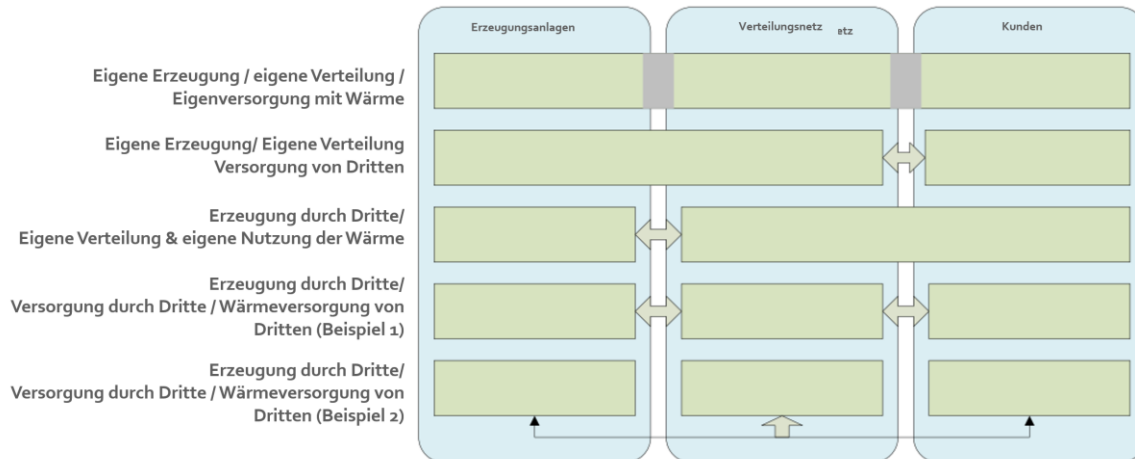 Erzeugungsanlagen
Verteilungsnetz etz
Kunden
Eigene Erzeugung / eigene Verteilung /
Eigenversorgung mit Wärme
Eigene Erzeugung/ Eigene Verteilung
Versorgung von Dritten
Erzeugung durch Dritte/
Eigene Verteilung & eigene Nutzung der Wärme
Erzeugung durch Dritte/
Versorgung durch Dritte / Wärmeversorgung von
Dritten (Beispiel 1)
Erzeugung durch Dritte/
Versorgung durch Dritte / Wärmeversorgung von
Dritten (Beispiel 2)